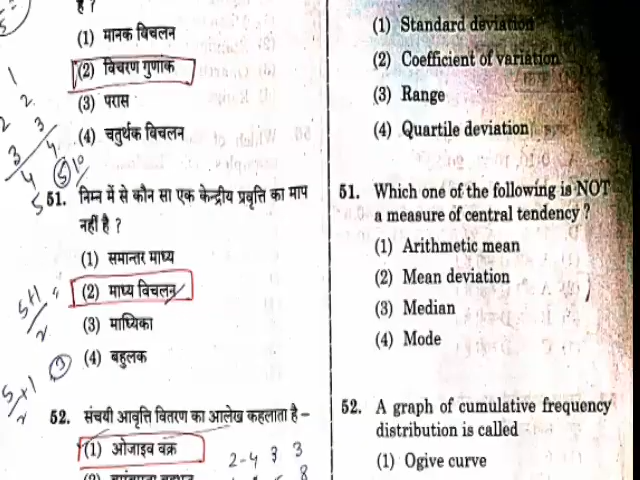 है ?
(1) मानक विचलन
(2) विचरण गुणांक
(3) परास
(4) चतुर्थक विचलन
51. निम्न में से कौन सा एक केन्द्रीय प्रवृत्ति का माप
नहीं है ?
(1) समान्तर माध्य
(2) माध्य विचलन
(3) माध्यिका
(4) बहुलक
52. संचयी आवृत्ति वितरण का आलेख कहलाता है –
(1) ओजाइव वक्र
(1) Standard deviation
(2) Coefficient of variation
(3) Range
(4) Quartile deviation
51. Which one of the following is NOT
a measure of central tendency ?
(1) Arithmetic mean
(2) Mean deviation
(3) Median
(4) Mode
52. A graph of cumulative frequency
distribution is called
(1) Ogive curve